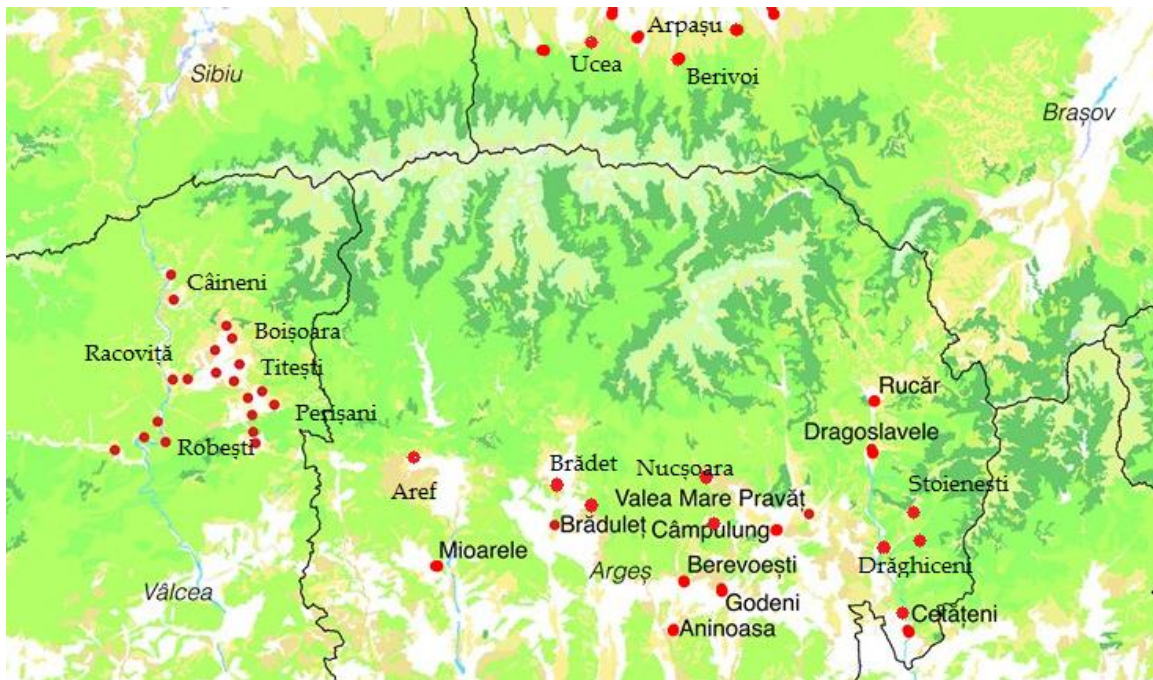 Arpașu
Ucea
Sibiu
Berivoi
Brașov
Câineni
Boișoara
Racoviță
Titești
Rucăr
Perișani
Dragoslavele
Robești
Brădet
Nucșoara
Aref
Stoienești
Valea Mare Pravăț
Brăduleț
Câmpulung
Mioarele
Drăghiceni
Berevoești
Argeș
Vâlcea
Godeni
Cetățeni
Aninoasa